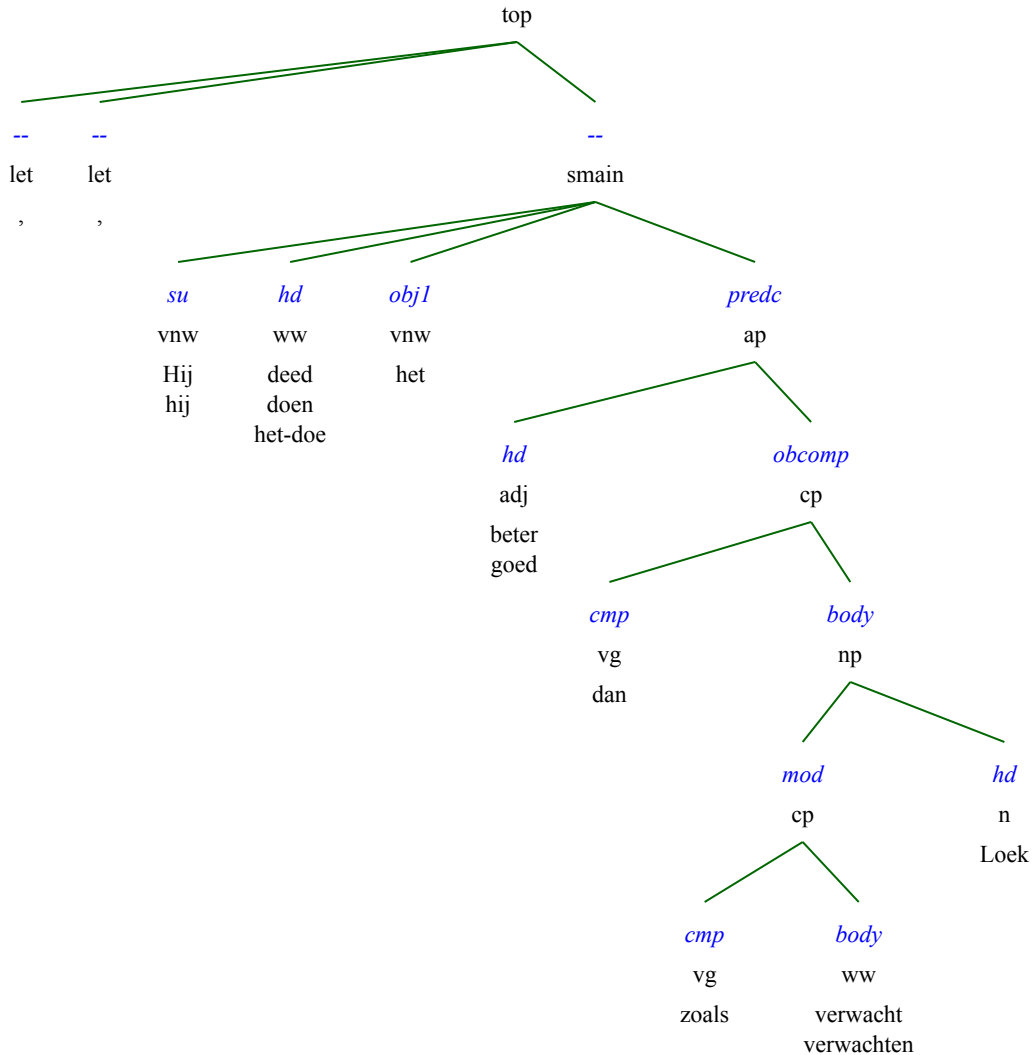 top
-- -- --
let let smain
, ,
su hd obj1 predc
vnw ww vnw ap
Hij deed het
hij doen
het-doe
hd obcomp
adj cp
beter
goed
cmp body
vg np
dan
mod hd
cp n
Loek
cmp body
vg ww
zoals verwacht
verwachten